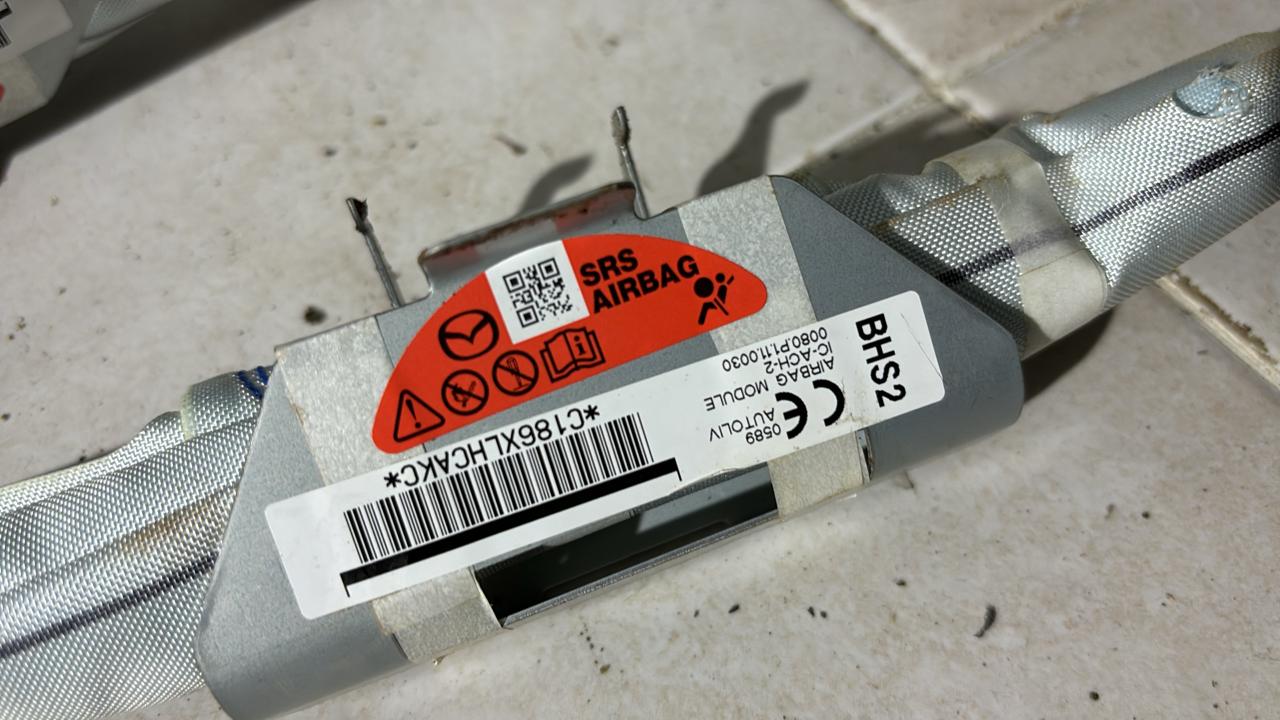 SRS
AIRBAG
BHS2
*C186XLHCAKC*
0589
AUTOLIV
AIRBAG MODULE
IC-ACH-2
0080.P1.11.0030